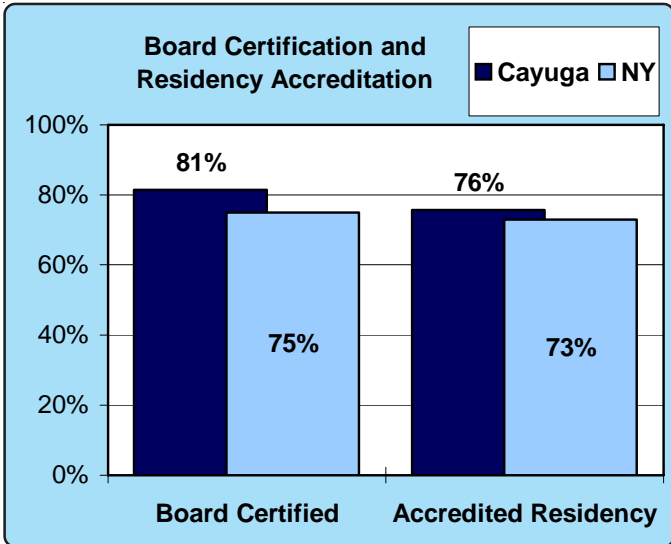 Board Certification and
Residency Accreditation
Cayuga NY
100%
80%
60%
40%
20%
0%
81%
75%
76%
73%
Board Certified Accredited Residency